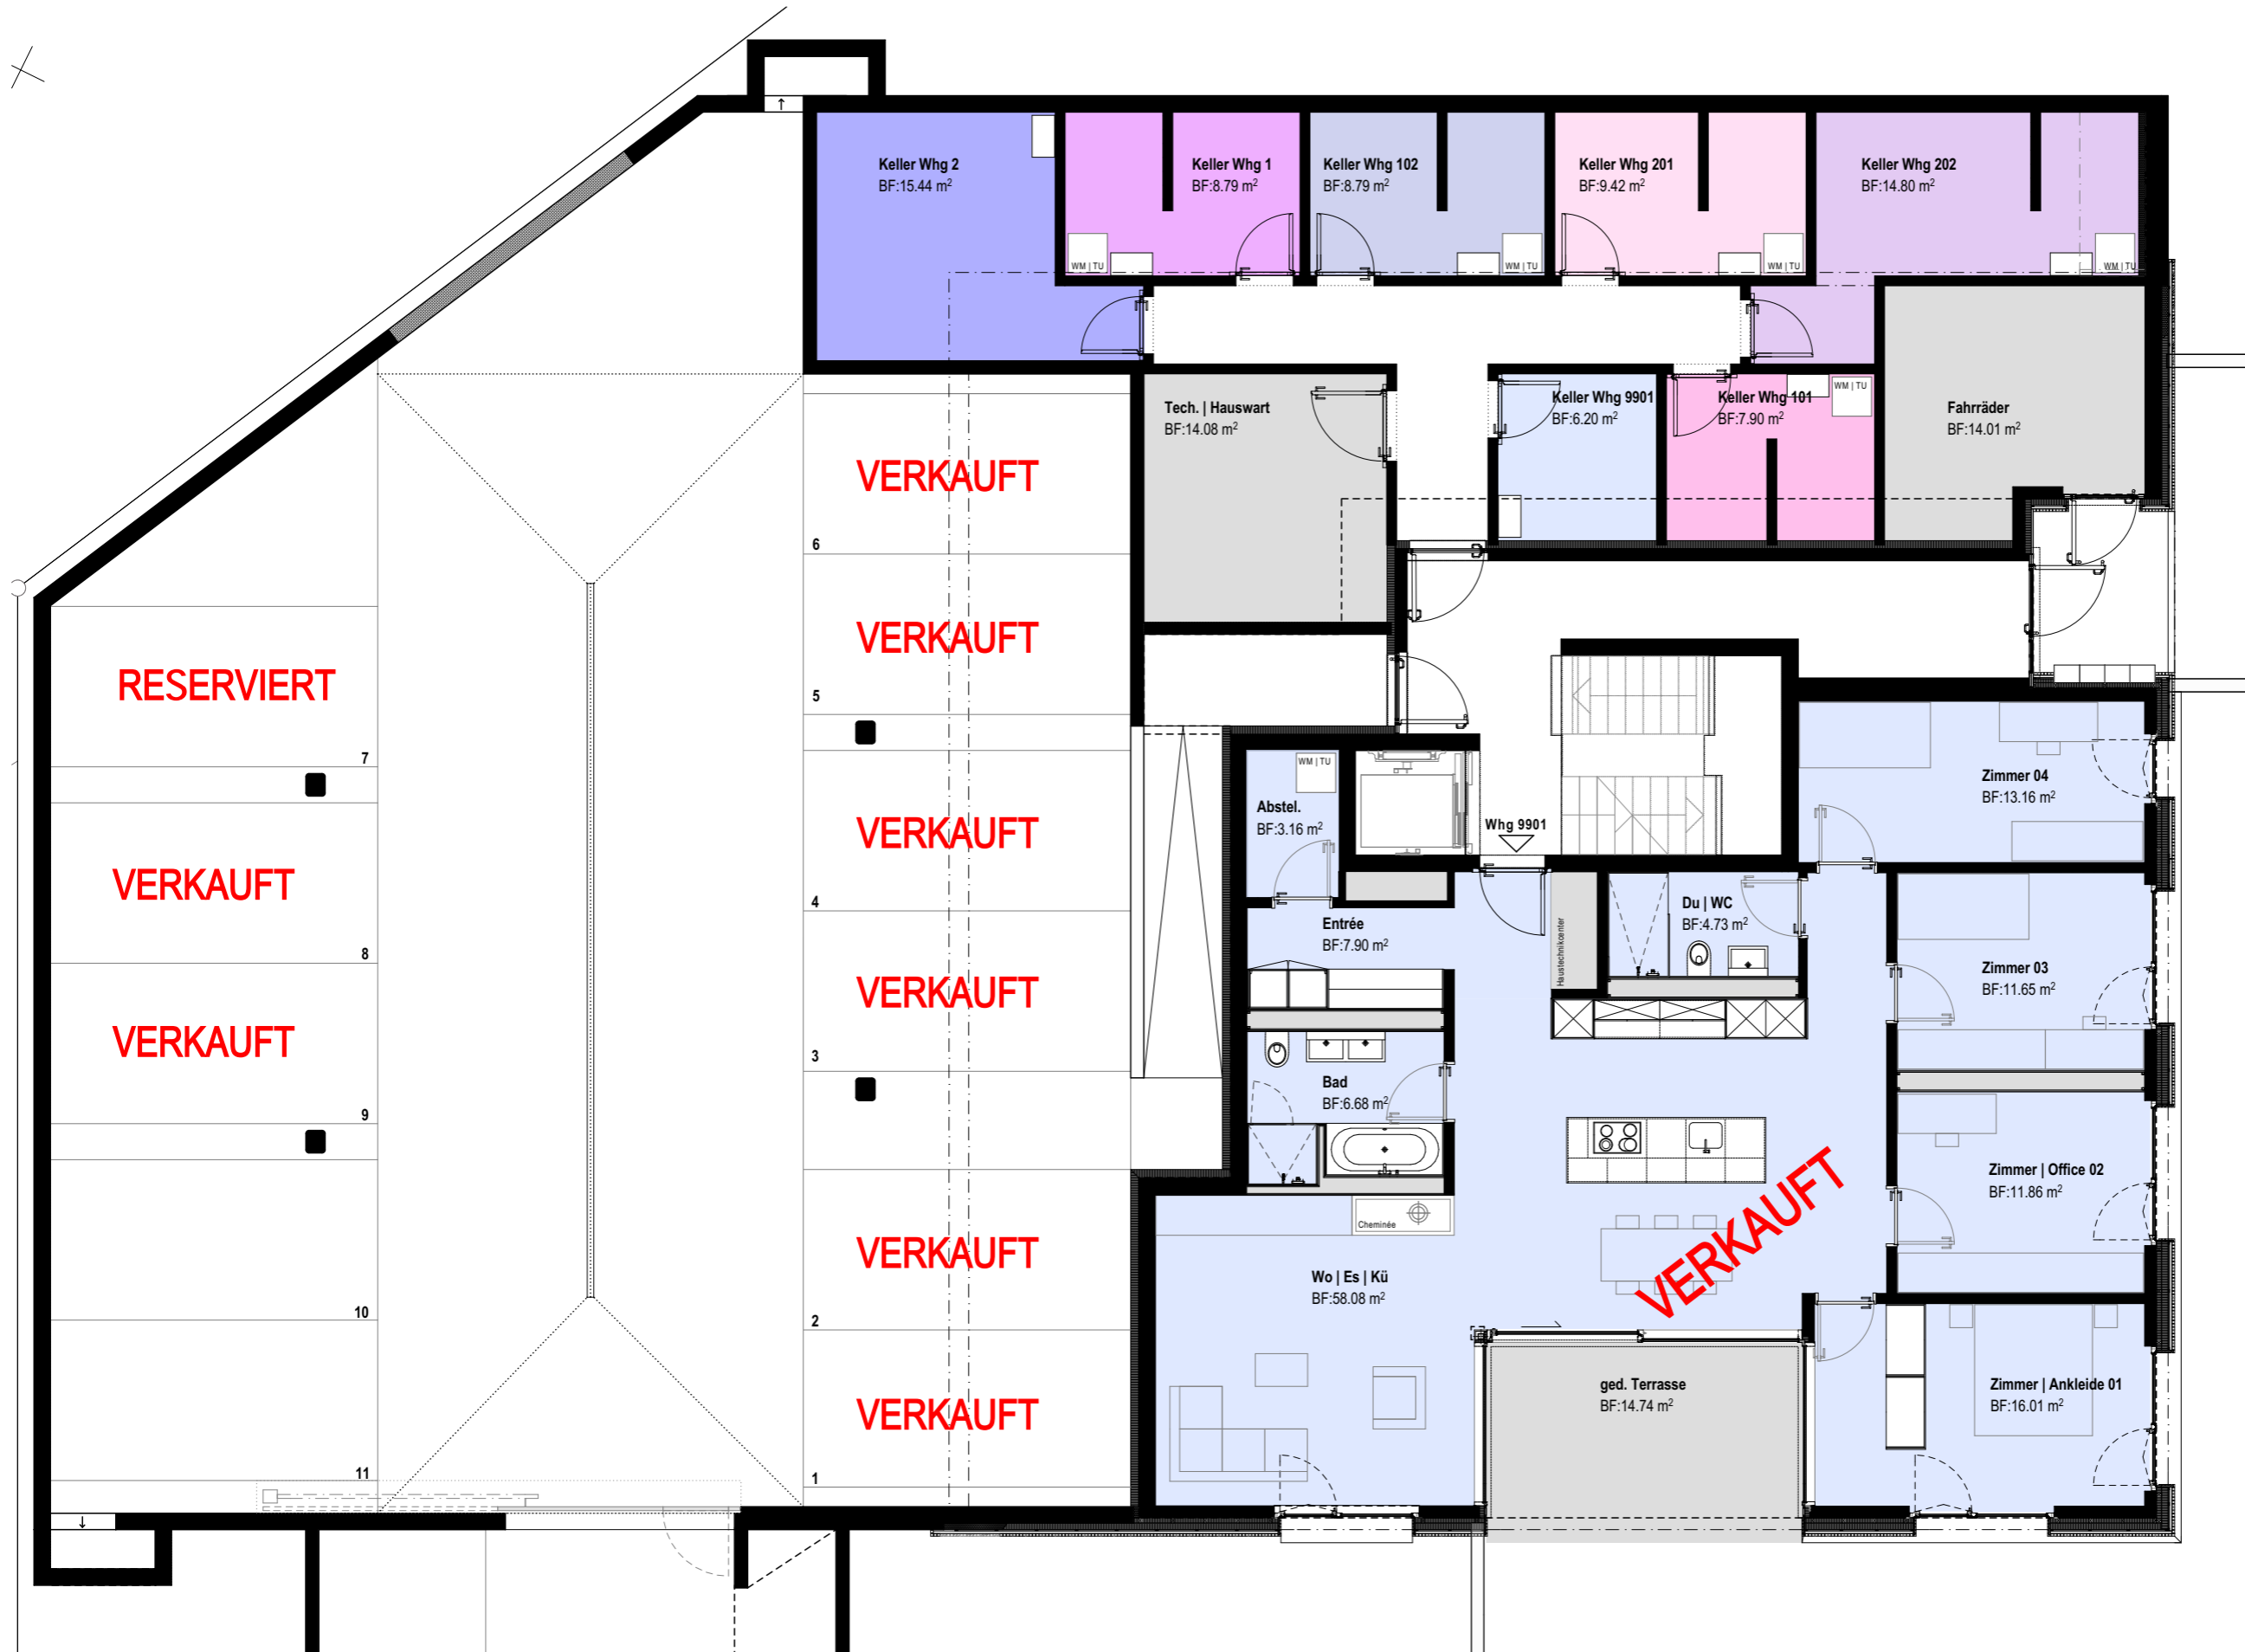 Keller Whg 2
BF:15.44 m²
Keller Whg 1
BF:8.79 m²
WM | TU
Keller Whg 102
BF:8.79 m²
WM | TU
Keller Whg 201
BF:9.42 m²
WM | TU
Keller Whg 202
BF:14.80 m²
WM | TU
Tech. | Hauswart
BF:14.08 m²
Keller Whg 9901
BF:6.20 m²
Keller Whg 101
BF:7.90 m²
WM | TU
Fahrräder
BF:14.01 m²
VERKAUFT
6
VERKAUFT
5
RESERVIERT
7
VERKAUFT
4
VERKAUFT
8
VERKAUFT
3
VERKAUFT
9
VERKAUFT
2
10
VERKAUFT
1
11
WM | TU
Abstel.
BF:3.16 m²
Whg 9901
Zimmer 04
BF:13.16 m²
Entrée
BF:7.90 m²
Haustechnikcenter
Du | WC
BF:4.73 m²
Zimmer 03
BF:11.65 m²
Bad
BF:6.68 m²
Zimmer | Office 02
BF:11.86 m²
Cheminée
VERKAUFT
Wo | Es | Kü
BF:58.08 m²
ged. Terrasse
BF:14.74 m²
Zimmer | Ankleide 01
BF:16.01 m²